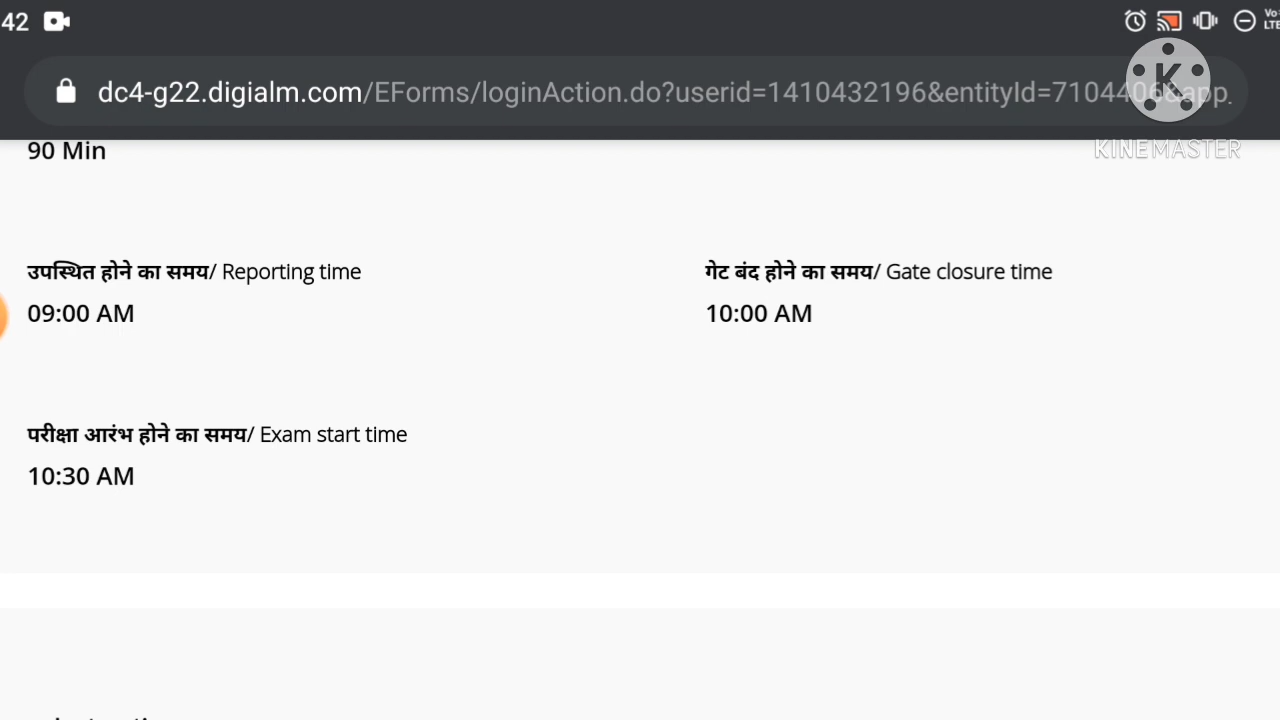 42
Vo
LTE
dc4-g22.digialm.com/EForms/loginAction.do?userid=1410432196&entityId=7104406&app.
K
KINEMASTER
90 Min
उपस्थित होने का समय/ Reporting time
गेट बंद होने का समय/ Gate closure time
09:00 AM
10:00 AM
परीक्षा आरंभ होने का समय/ Exam start time
10:30 AM